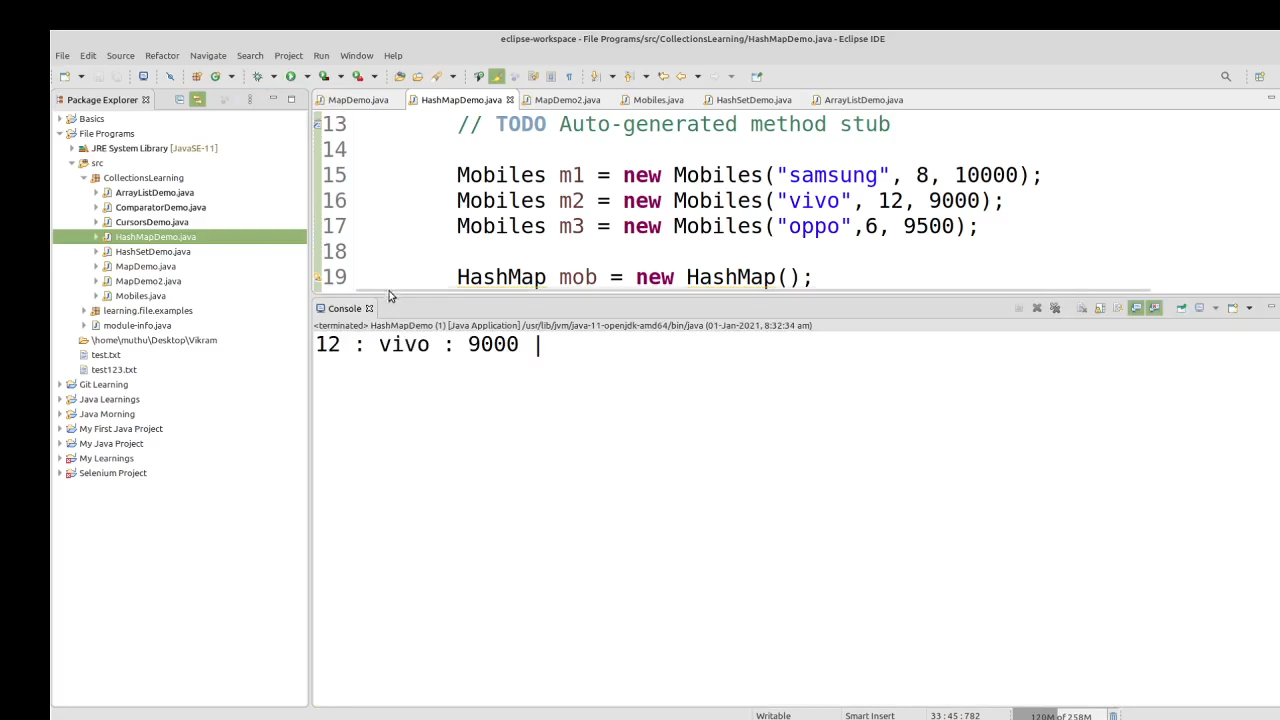 eclipse-workspace - File Programs/src/CollectionsLearning/HashMapDemo.java - Eclipse IDE
File Edit Source Refactor Navigate Search Project Run Window Help
Package Explorer
MapDemo.java HashMapDemo.java MapDemo2.java Mobiles.java HashSetDemo.java ArrayListDemo.java
Basics
File Programs
JRE System Library [JavaSE-11]
src
CollectionsLearning
ArrayListDemo.java
ComparatorDemo.java
CursorsDemo.java
HashMapDemo.java
HashSetDemo.java
MapDemo.java
MapDemo2.java
Mobiles.java
learning.file.examples
module-info.java
\home\muthu\Desktop\Vikram
test.txt
test123.txt
Git Learning
Java Learnings
Java Morning
My First Java Project
My Java Project
My Learnings
Selenium Project
13 // TODO Auto-generated method stub
14
15 Mobiles m1 = new Mobiles("samsung", 8, 10000);
16 Mobiles m2 = new Mobiles("vivo", 12, 9000);
17 Mobiles m3 = new Mobiles("oppo",6, 9500);
18
19 HashMap mob = new HashMap();
Console
<terminated> HashMapDemo (1) [Java Application] /usr/lib/jvm/java-11-openjdk-amd64/bin/java (01-Jan-2021, 8:32:34 am)
12 : vivo : 9000
Writable Smart Insert 33:45:782 120M of 258M